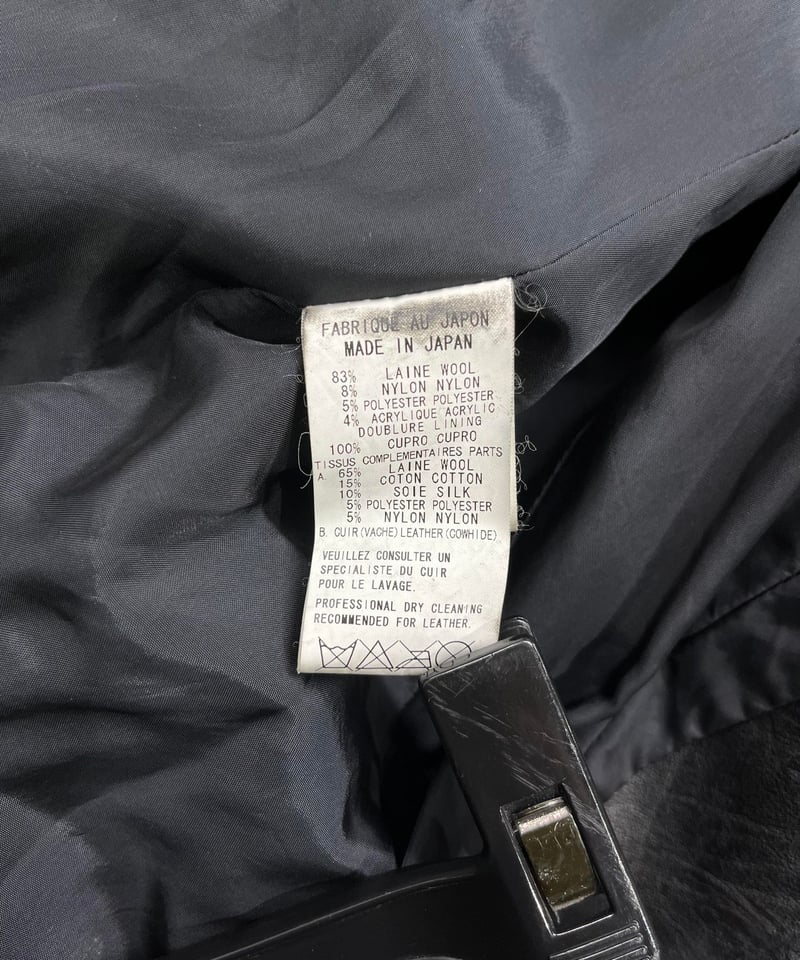 FABRIQUÉ AU JAPON
MADE IN JAPAN
83% LAINE WOOL
8% NYLON NYLON
5% POLYESTER POLYESTER
4% ACRYLIQUE ACRYLIC
DOUBLURE LINING
100% CUPRO CUPRO
TISSUS COMPLEMENTAIRES PARTS
A. 65% LAINE WOOL
15% COTON COTTON
10% SOIE SILK
5% POLYESTER POLYESTER
5% NYLON NYLON
B. CUIR(VACHE)LEATHER(COWHIDE)
VEUILLEZ CONSULTER UN
SPECIALISTE DU CUIR
POUR LE LAVAGE.
PROFESSIONAL DRY CLEANING
RECOMMENDED FOR LEATHER.